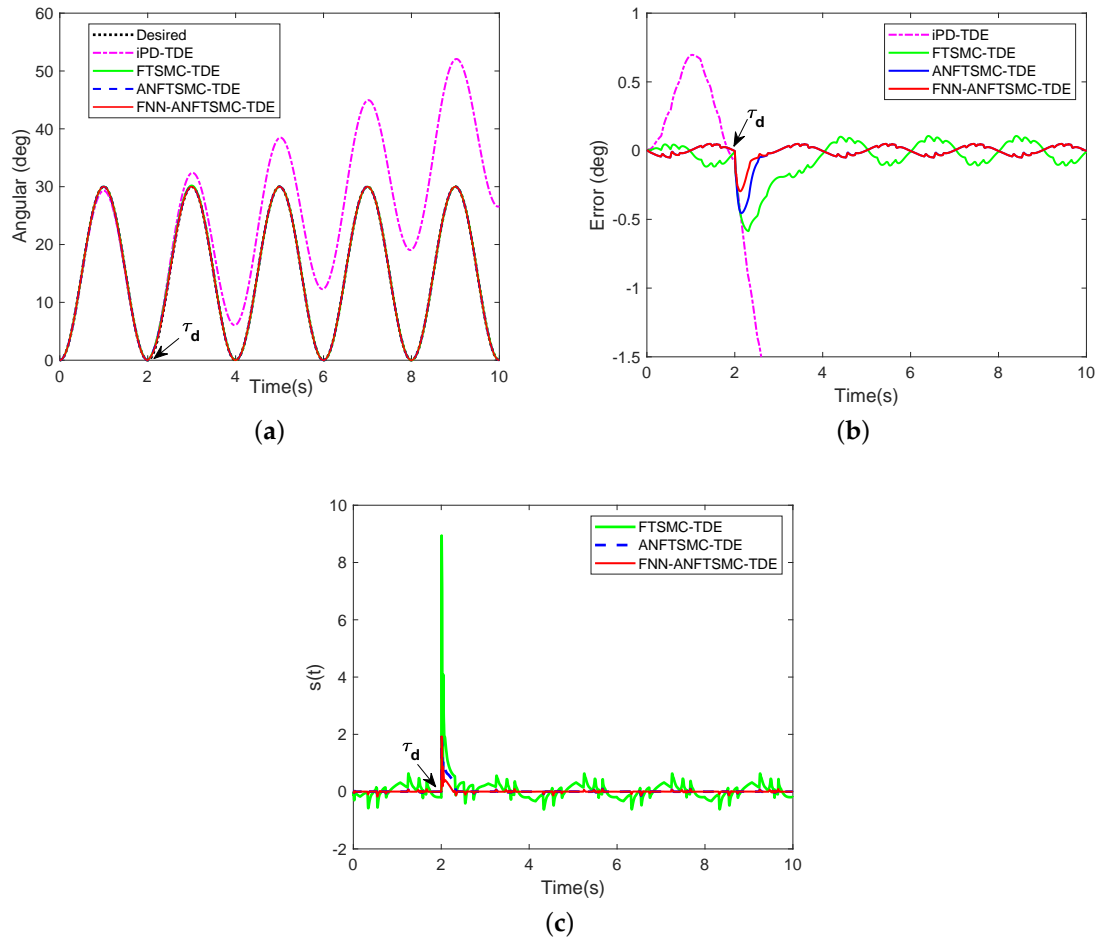 60
50
40
30
20
10
0
Angular (deg)
Desired
iPD-TDE
FTSMC-TDE
ANFTSMC-TDE
FNN-ANFTSMC-TDE
τd
0 2 4 6 8 10
Time(s)
(a)
1
0.5
0
-0.5
-1
-1.5
Error (deg)
iPD-TDE
FTSMC-TDE
ANFTSMC-TDE
FNN-ANFTSMC-TDE
τd
0 2 4 6 8 10
Time(s)
(b)
10
8
6
4
2
0
-2
s(t)
FTSMC-TDE
ANFTSMC-TDE
FNN-ANFTSMC-TDE
τd
0 2 4 6 8 10
Time(s)
(c)